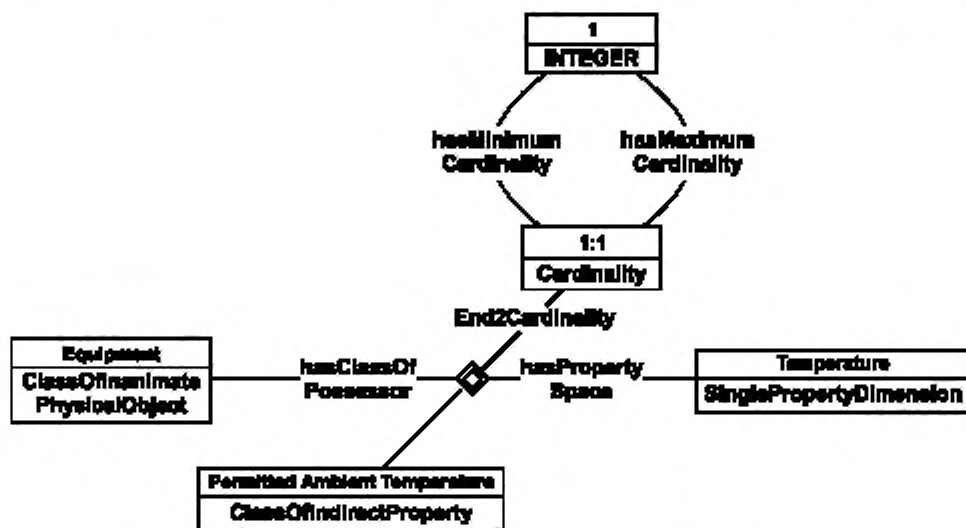 1
INTEGER
hasMinimum
Cardinality
hasMaximum
Cardinality
1:1
Cardinality
End2Cardinality
Equipment
ClassOfInanimate
PhysicalObject
hasClassOf
Possessor
hasProperty
Space
Temperature
SinglePropertyDimension
Permitted Ambient Temperature
ClassOfIndirectProperty